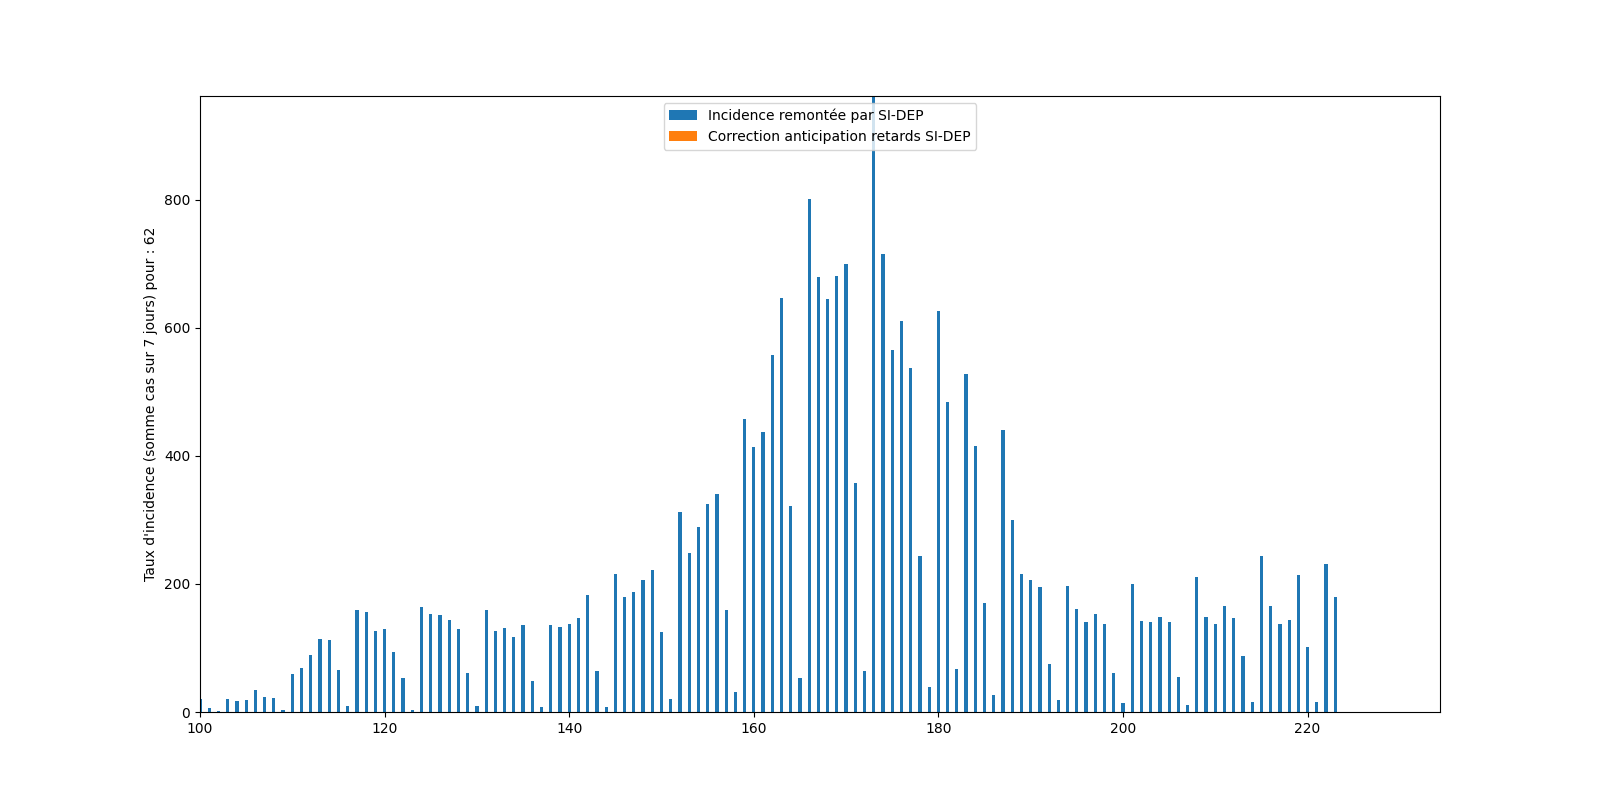 Incidence remontée par SI-DEP
Correction anticipation retards SI-DEP
Taux d'incidence (somme cas sur 7 jours) pour : 62
800
600
400
200
0
100 120 140 160 180 200 220